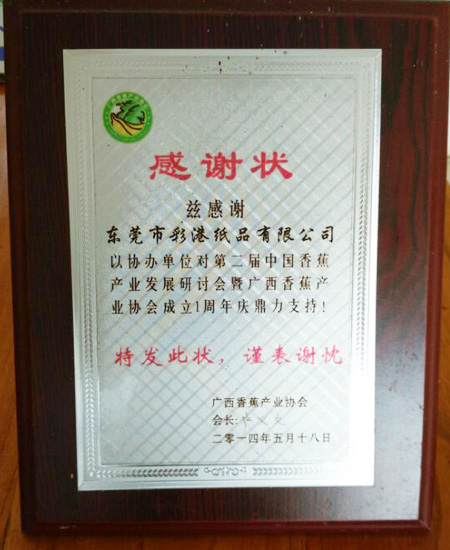 感谢状
兹感谢
东莞市彩港纸品有限公司
以协办单位对第二届中国香蕉
产业发展研讨会暨广西香蕉产
业协会成立1周年庆鼎力支持！
特发此状，谨表谢忱
广西香蕉产业协会
会长：
二零一四年五月十八日